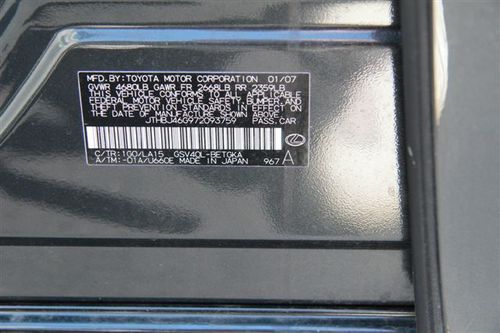 MFD.BY:TOYOTA MOTOR CORPORATION 01/07
GVWR 4680LB GAWR FR 2668LB RR 2359LB
THIS VEHICLE CONFORMS TO ALL APPLICABLE
FEDERAL MOTOR VEHICLE SAFETY, BUMPER, AND
THEFT PREVENTION STANDARDS IN EFFECT ON
THE DATE OF MANUFACTURE SHOWN ABOVE.
JTHBJ46G972093759 PASS.CAR
C/TR:1G0/LA15 GSV40L-BETGKA
A/TM:-01A/U660E MADE IN JAPAN 967 A